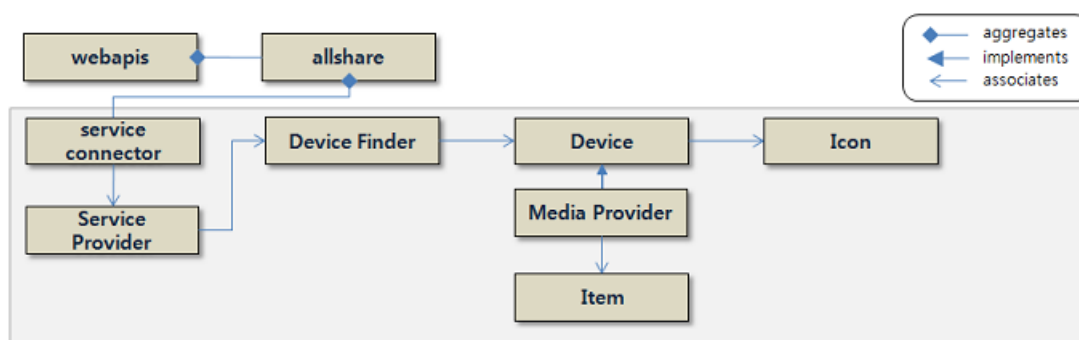 aggregates
implements
associates
webapis
allshare
service
connector
Device Finder
Device
Icon
Service
Provider
Media Provider
Item